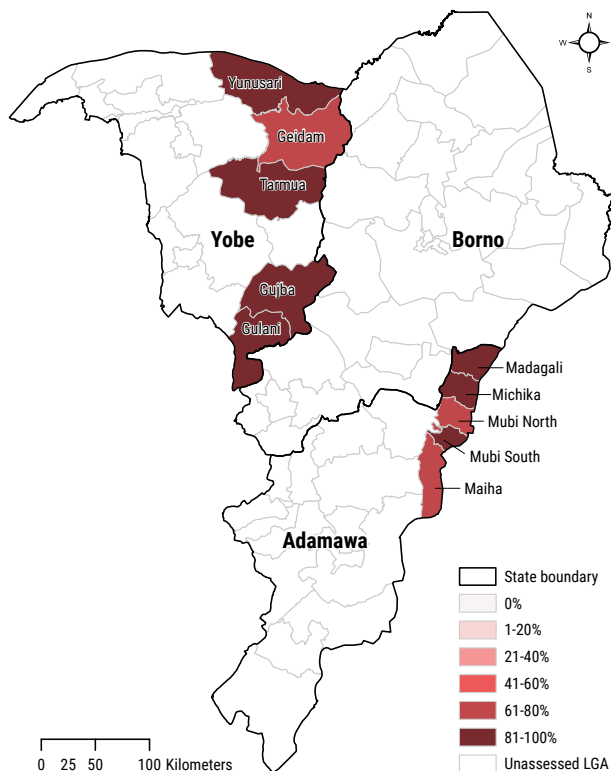 N
W
E
S
Yunusari
Geidam
Tarmua
Yobe
Borno
Gujba
Gulani
Madagali
Michika
Mubi North
Mubi South
Maiha
Adamawa
State boundary
0%
1-20%
21-40%
41-60%
61-80%
81-100%
Unassessed LGA
0 25 50 100 Kilometers